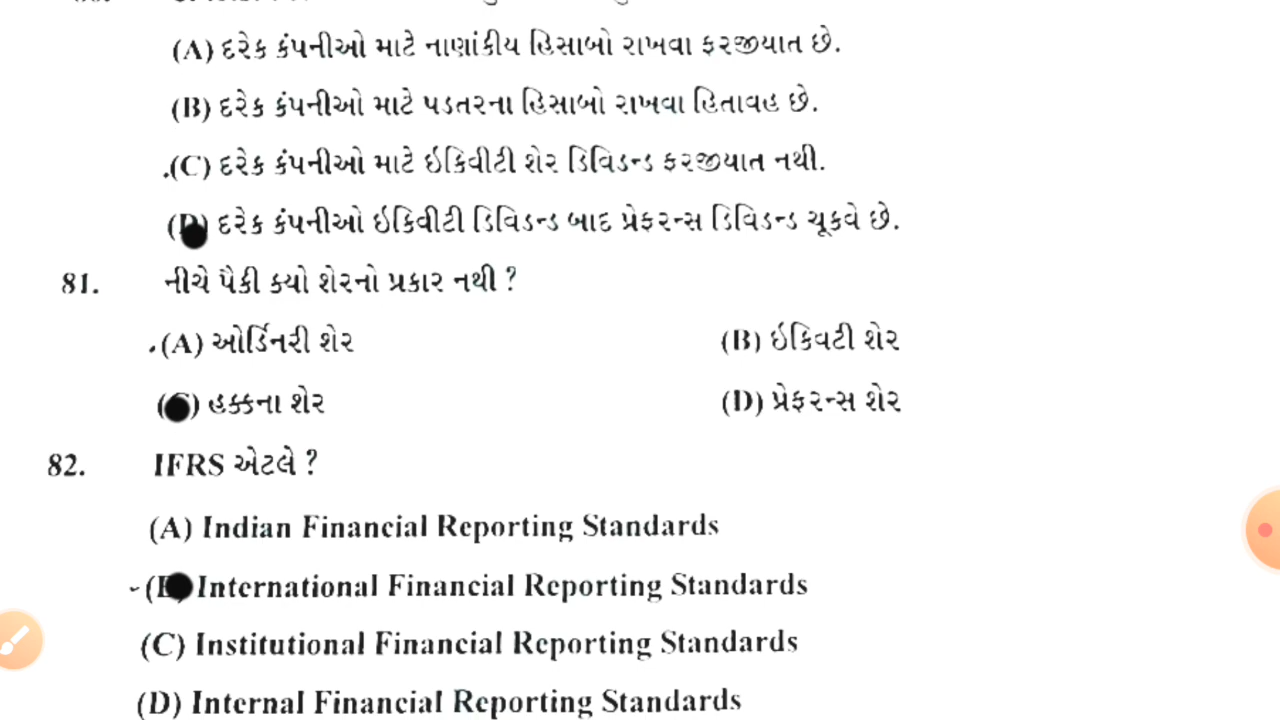 (A) દરેક કંપનીઓ માટે નાણાંકીય હિસાબો રાખવા ફરજીયાત છે.
(B) દરેક કંપનીઓ માટે પડતરના હિસાબો રાખવા હિતાવહ છે.
(C) દરેક કંપનીઓ માટે ઇક્વિીટી શેર ડિવિડન્ડ ફરજીયાત નથી.
(D) દરેક કંપનીઓ ઇક્વિીટી ડિવિડન્ડ બાદ પ્રેફરન્સ ડિવિડન્ડ ચૂકવે છે.
81. નીચે પૈકી ક્યો શેરનો પ્રકાર નથી ?
(A) ઓર્ડિનરી શેર (B) ઇક્વિટી શેર
(C) હક્કના શેર (D) પ્રેફરન્સ શેર
82. IFRS એટલે ?
(A) Indian Financial Reporting Standards
(B) International Financial Reporting Standards
(C) Institutional Financial Reporting Standards
(D) Internal Financial Reporting Standards